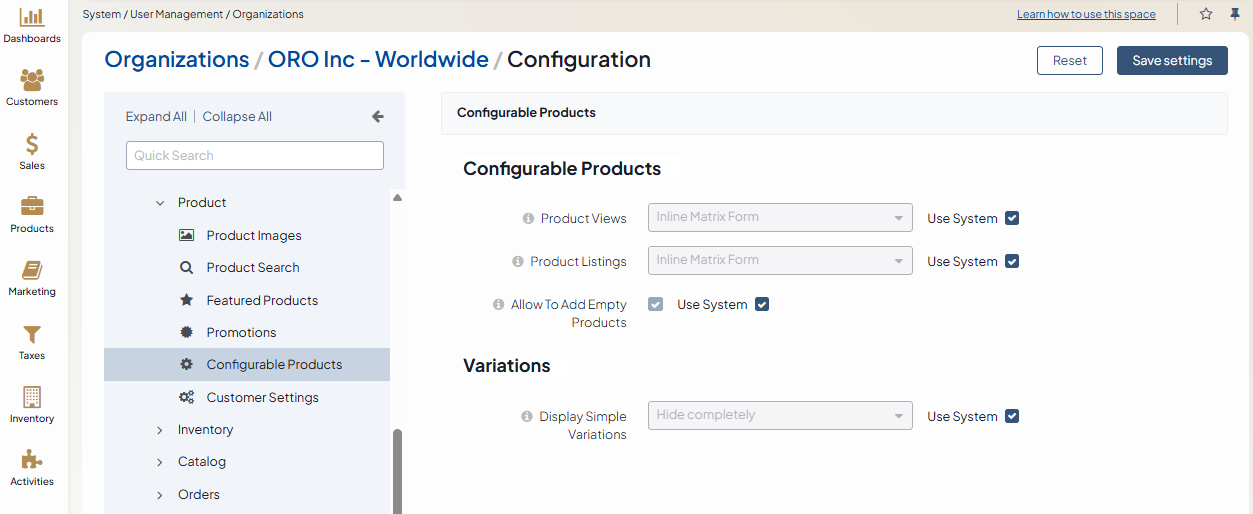 System / User Management / Organizations
Learn how to use this space
Dashboards
Customers
Sales
Products
Marketing
Taxes
Inventory
Activities
Organizations / ORO Inc - Worldwide / Configuration
Reset
Save settings
Expand All | Collapse All
Quick Search
Product
Product Images
Product Search
Featured Products
Promotions
Configurable Products
Customer Settings
Inventory
Catalog
Orders
Configurable Products
Configurable Products
Product Views Inline Matrix Form Use System
Product Listings Inline Matrix Form Use System
Allow To Add Empty Use System
Products
Variations
Display Simple Hide completely Use System
Variations